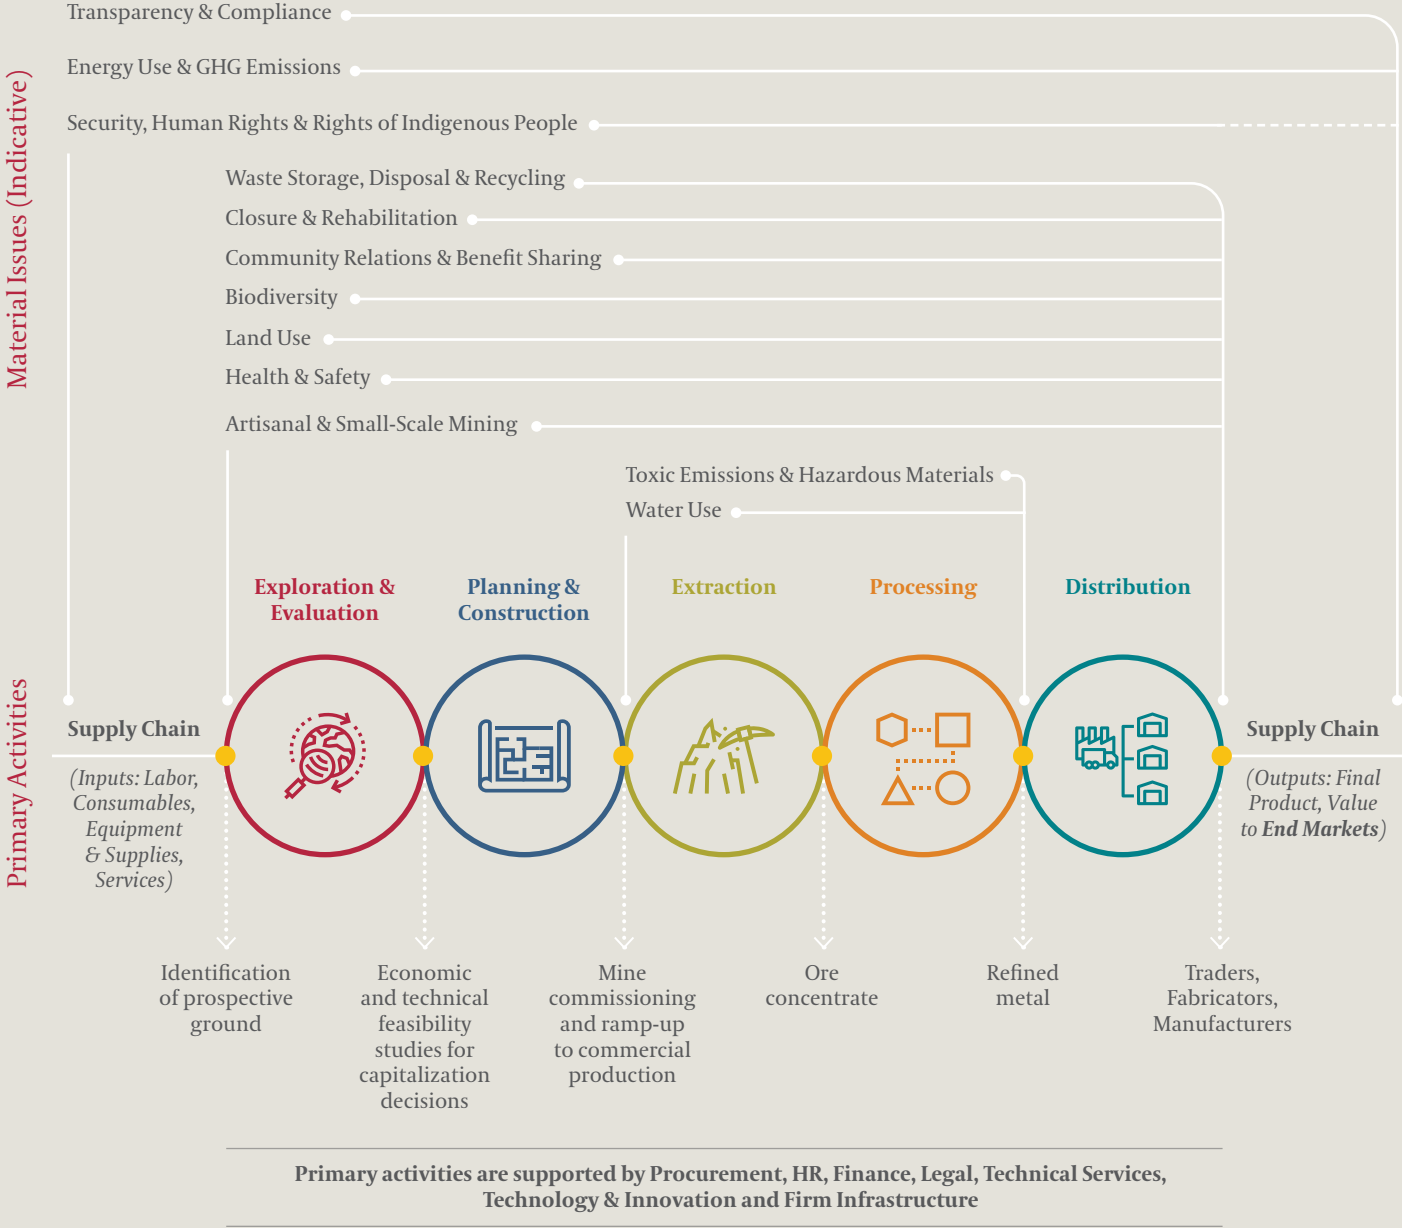 Material Issues (Indicative)
Transparency & Compliance
Energy Use & GHG Emissions
Security, Human Rights & Rights of Indigenous People
Waste Storage, Disposal & Recycling
Closure & Rehabilitation
Community Relations & Benefit Sharing
Biodiversity
Land Use
Health & Safety
Artisanal & Small-Scale Mining
Toxic Emissions & Hazardous Materials
Water Use
Primary Activities
Supply Chain
(Inputs: Labor,
Consumables,
Equipment
& Supplies,
Services)
Exploration &
Evaluation
Planning &
Construction
Extraction
Processing
Distribution
Supply Chain
(Outputs: Final
Product, Value
to End Markets)
Identification
of prospective
ground
Economic
and technical
feasibility
studies for
capitalization
decisions
Mine
commissioning
and ramp-up
to commercial
production
Ore
concentrate
Refined
metal
Traders,
Fabricators,
Manufacturers
Primary activities are supported by Procurement, HR, Finance, Legal, Technical Services,
Technology & Innovation and Firm Infrastructure